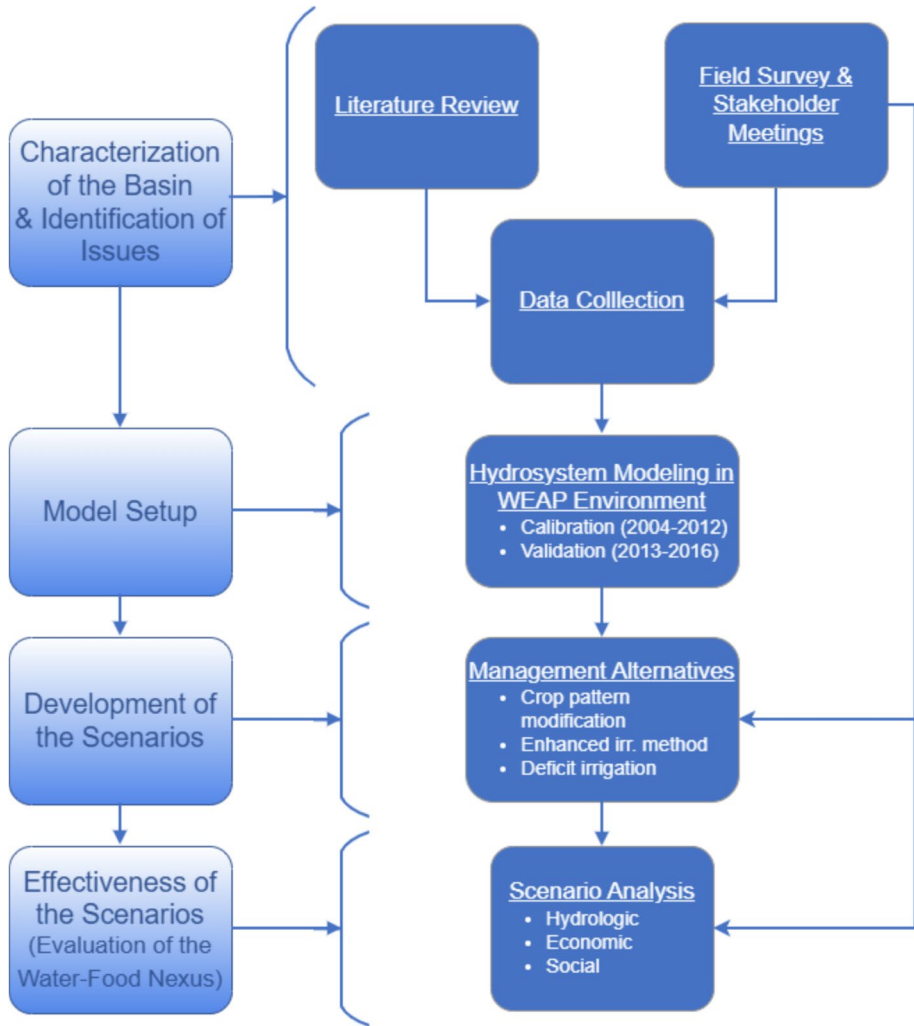 Characterization
of the Basin
& Identification of
Issues
Literature Review
Field Survey &
Stakeholder
Meetings
Data Colllection
Model Setup
Hydrosystem Modeling in
WEAP Environment
• Calibration (2004-2012)
• Validation (2013-2016)
Development of
the Scenarios
Management Alternatives
• Crop pattern
modification
• Enhanced irr. method
• Deficit irrigation
Effectiveness of
the Scenarios
(Evaluation of the
Water-Food Nexus)
Scenario Analysis
• Hydrologic
• Economic
• Social